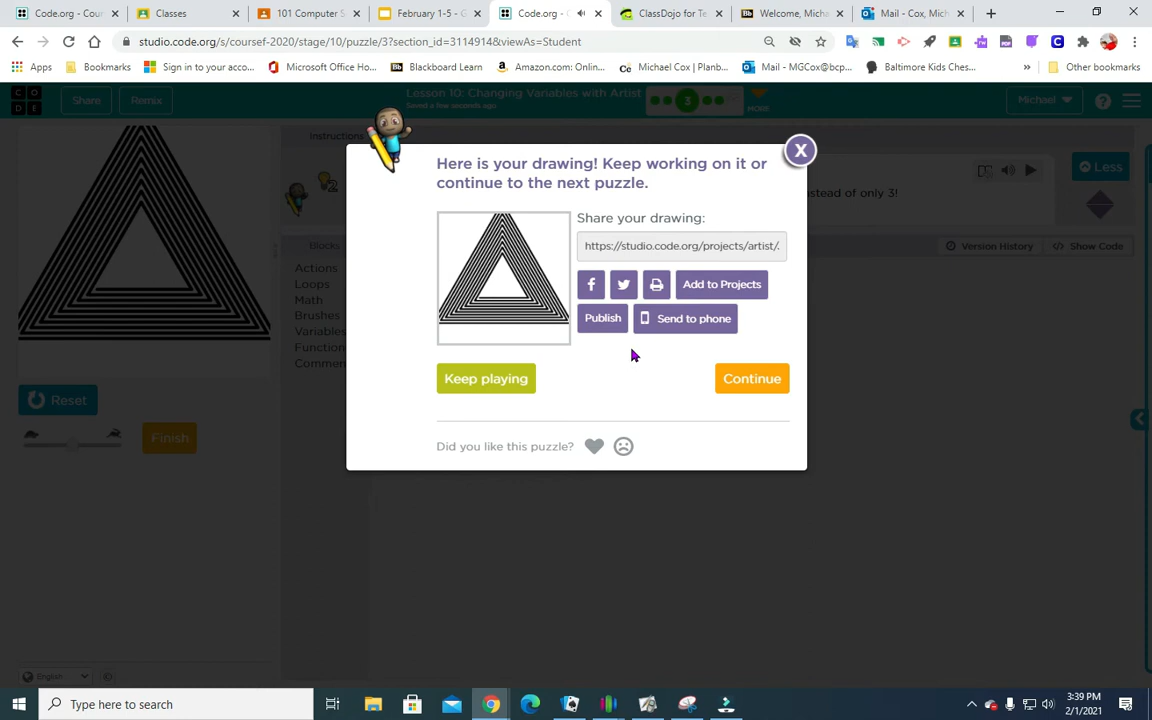 Code.org - Cour
Classes
101 Computer S
February 1-5 - G
Code.org -
ClassDojo for Te
Welcome, Micha
Mail - Cox, Mich
studio.code.org/s/coursef-2020/stage/10/puzzle/3?section_id=3114914&viewAs=Student
Apps
Bookmarks
Sign in to your acco...
Microsoft Office Ho...
Blackboard Learn
Amazon.com: Onlin...
Michael Cox | Planb...
Mail - MGCox@bcp...
Baltimore Kids Ches...
»
Other bookmarks
CO
DE
Share
Remix
Lesson 10: Changing Variables with Artist
Saved a few seconds ago
3
MORE
Michael
Instructions
Here is your drawing! Keep working on it or
continue to the next puzzle.
2
nstead of only 3!
Less
Share your drawing:
https://studio.code.org/projects/artist/.
Blocks
Version History
Show Code
Actions
Loops
Math
Brushes
Variables
Function
Commen
Add to Projects
Publish
Send to phone
Keep playing
Continue
Reset
Finish
Did you like this puzzle?
English
Type here to search
3:39 PM
2/1/2021